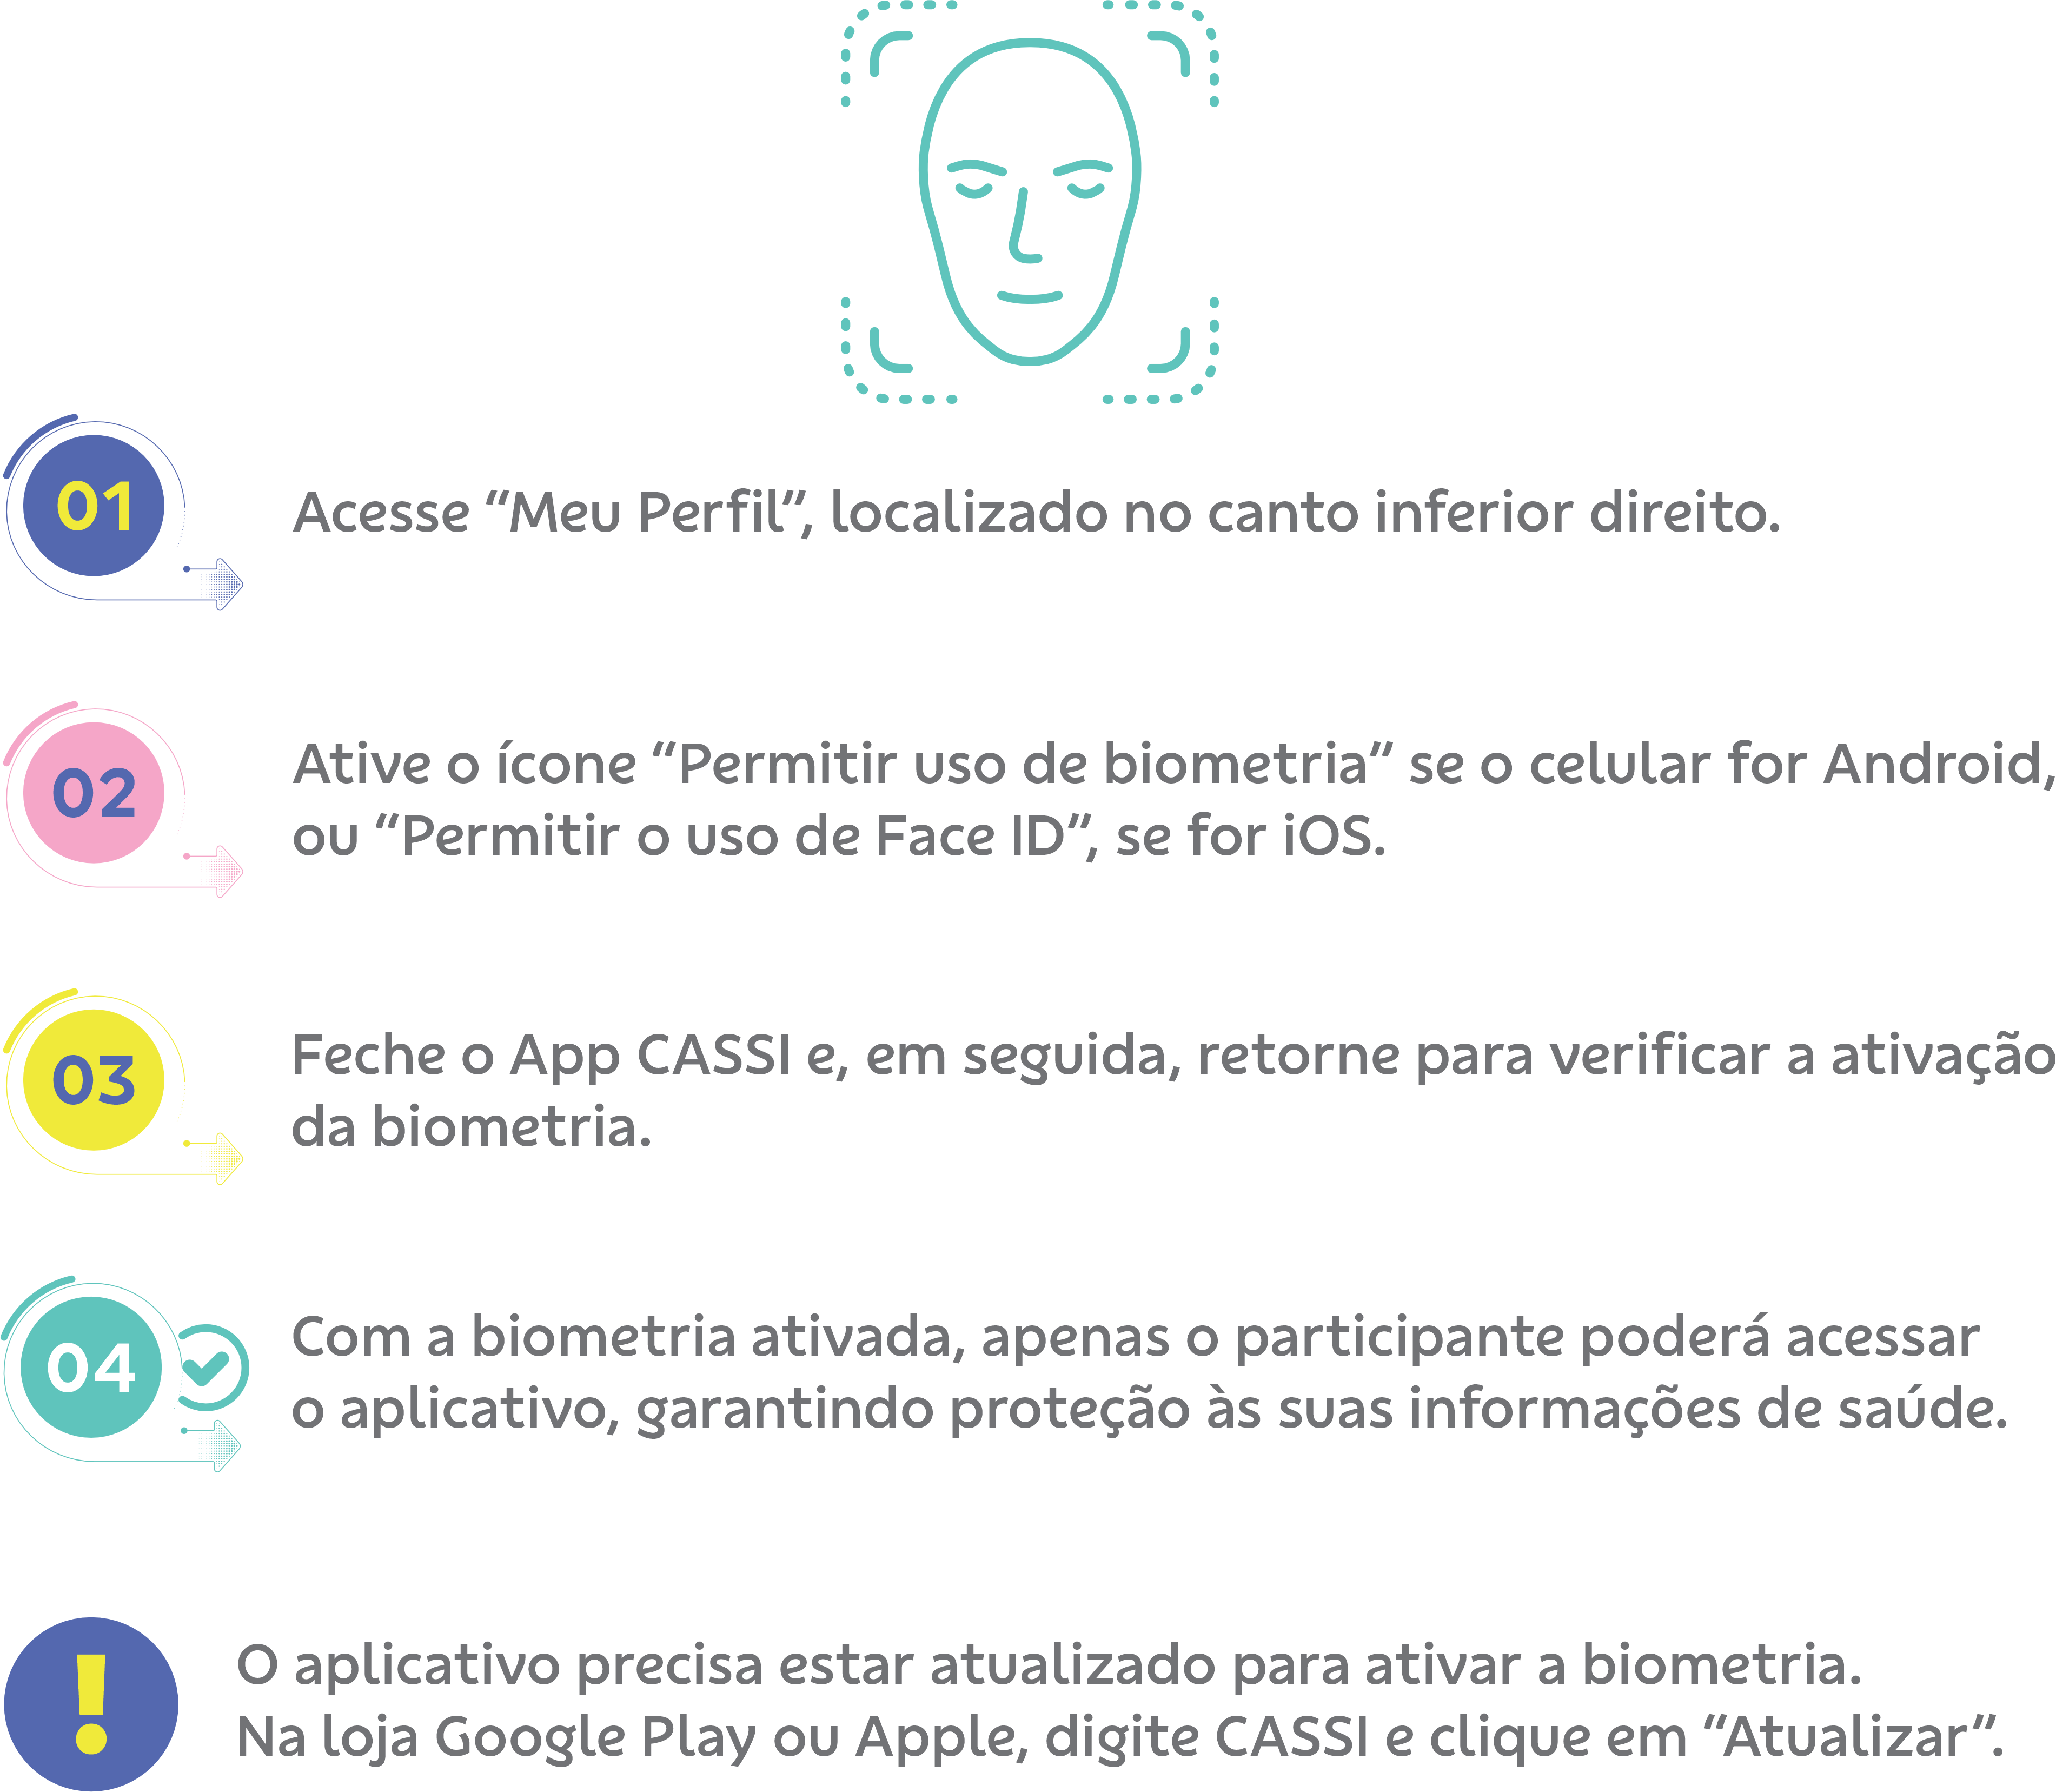 01
Acesse “Meu Perfil”, localizado no canto inferior direito.
02
Ative o ícone “Permitir uso de biometria” se o celular for Android,
ou “Permitir o uso de Face ID”, se for iOS.
03
Feche o App CASSI e, em seguida, retorne para verificar a ativação
da biometria.
04
Com a biometria ativada, apenas o participante poderá acessar
o aplicativo, garantindo proteção às suas informações de saúde.
!
O aplicativo precisa estar atualizado para ativar a biometria.
Na loja Google Play ou Apple, digite CASSI e clique em “Atualizar”.